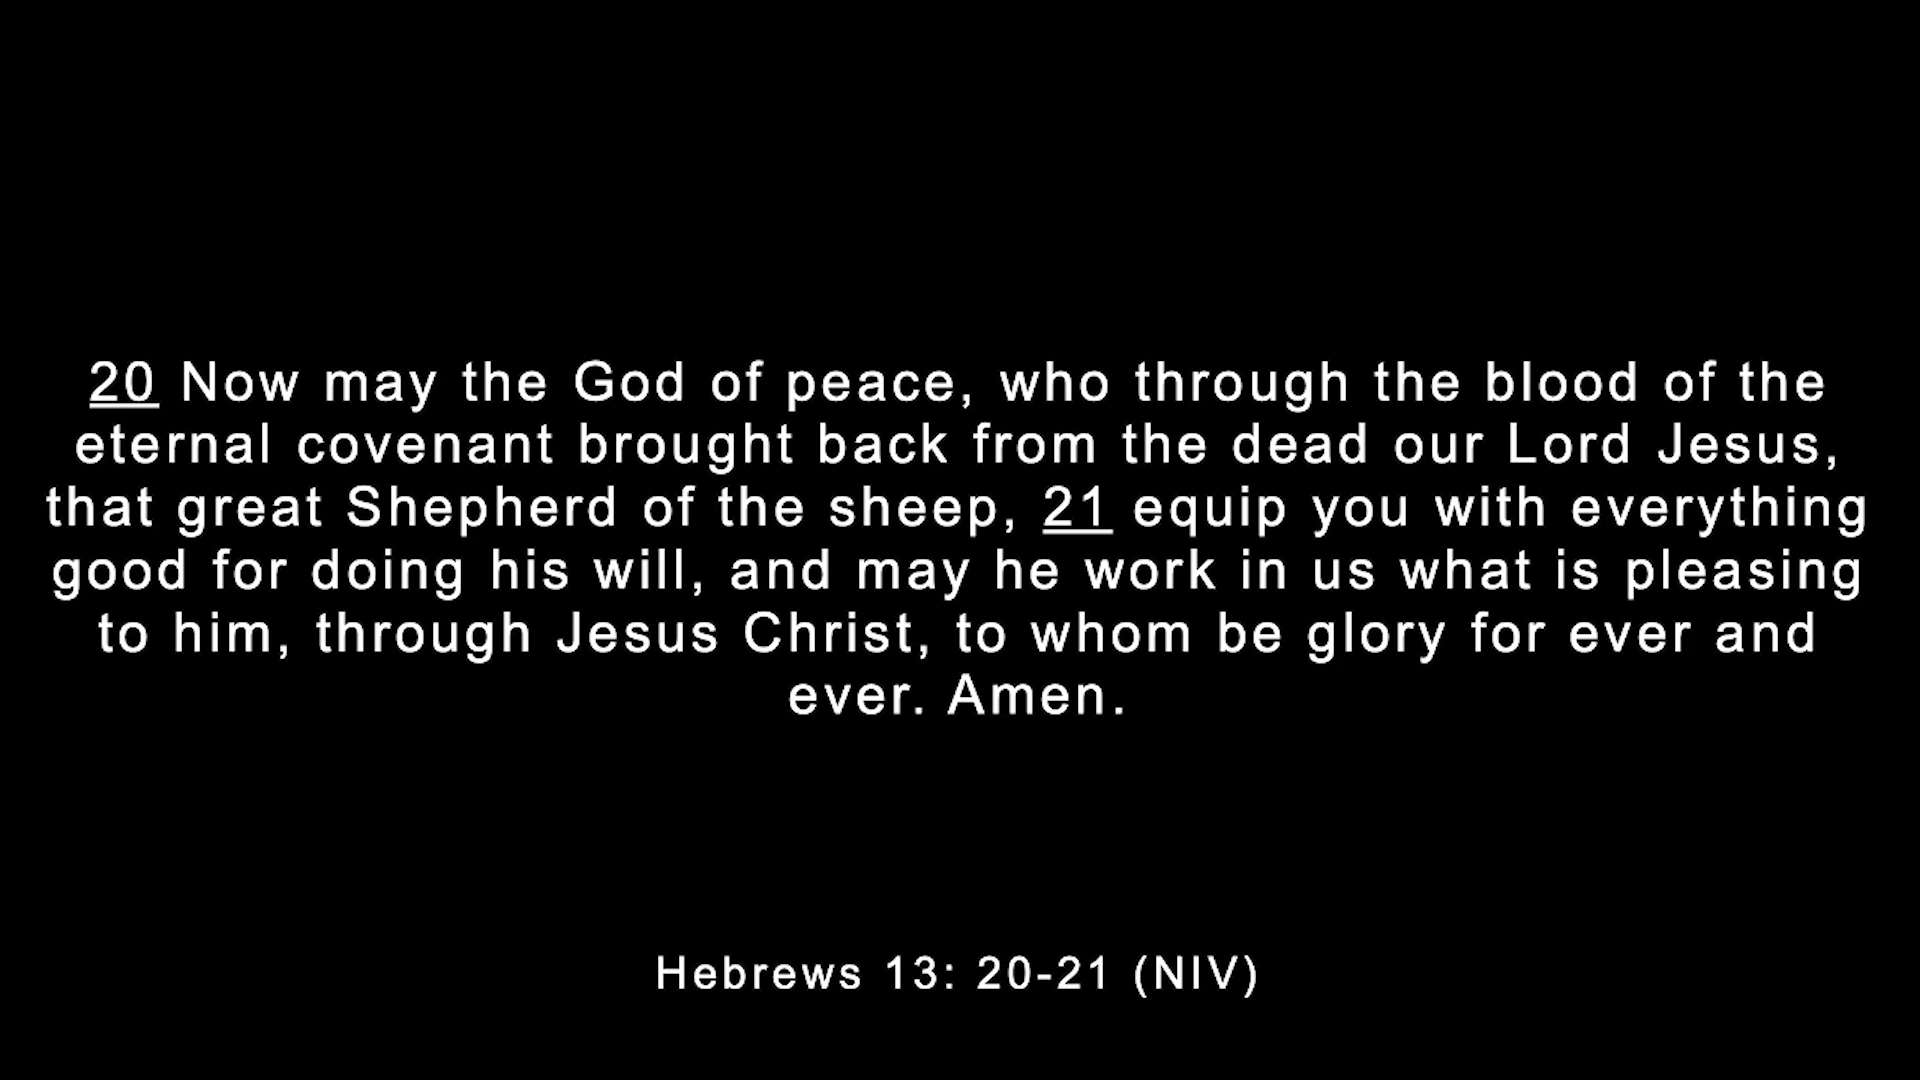 20 Now may the God of peace, who through the blood of the
eternal covenant brought back from the dead our Lord Jesus,
that great Shepherd of the sheep, 21 equip you with everything
good for doing his will, and may he work in us what is pleasing
to him, through Jesus Christ, to whom be glory for ever and
ever. Amen.
Hebrews 13: 20-21 (NIV)